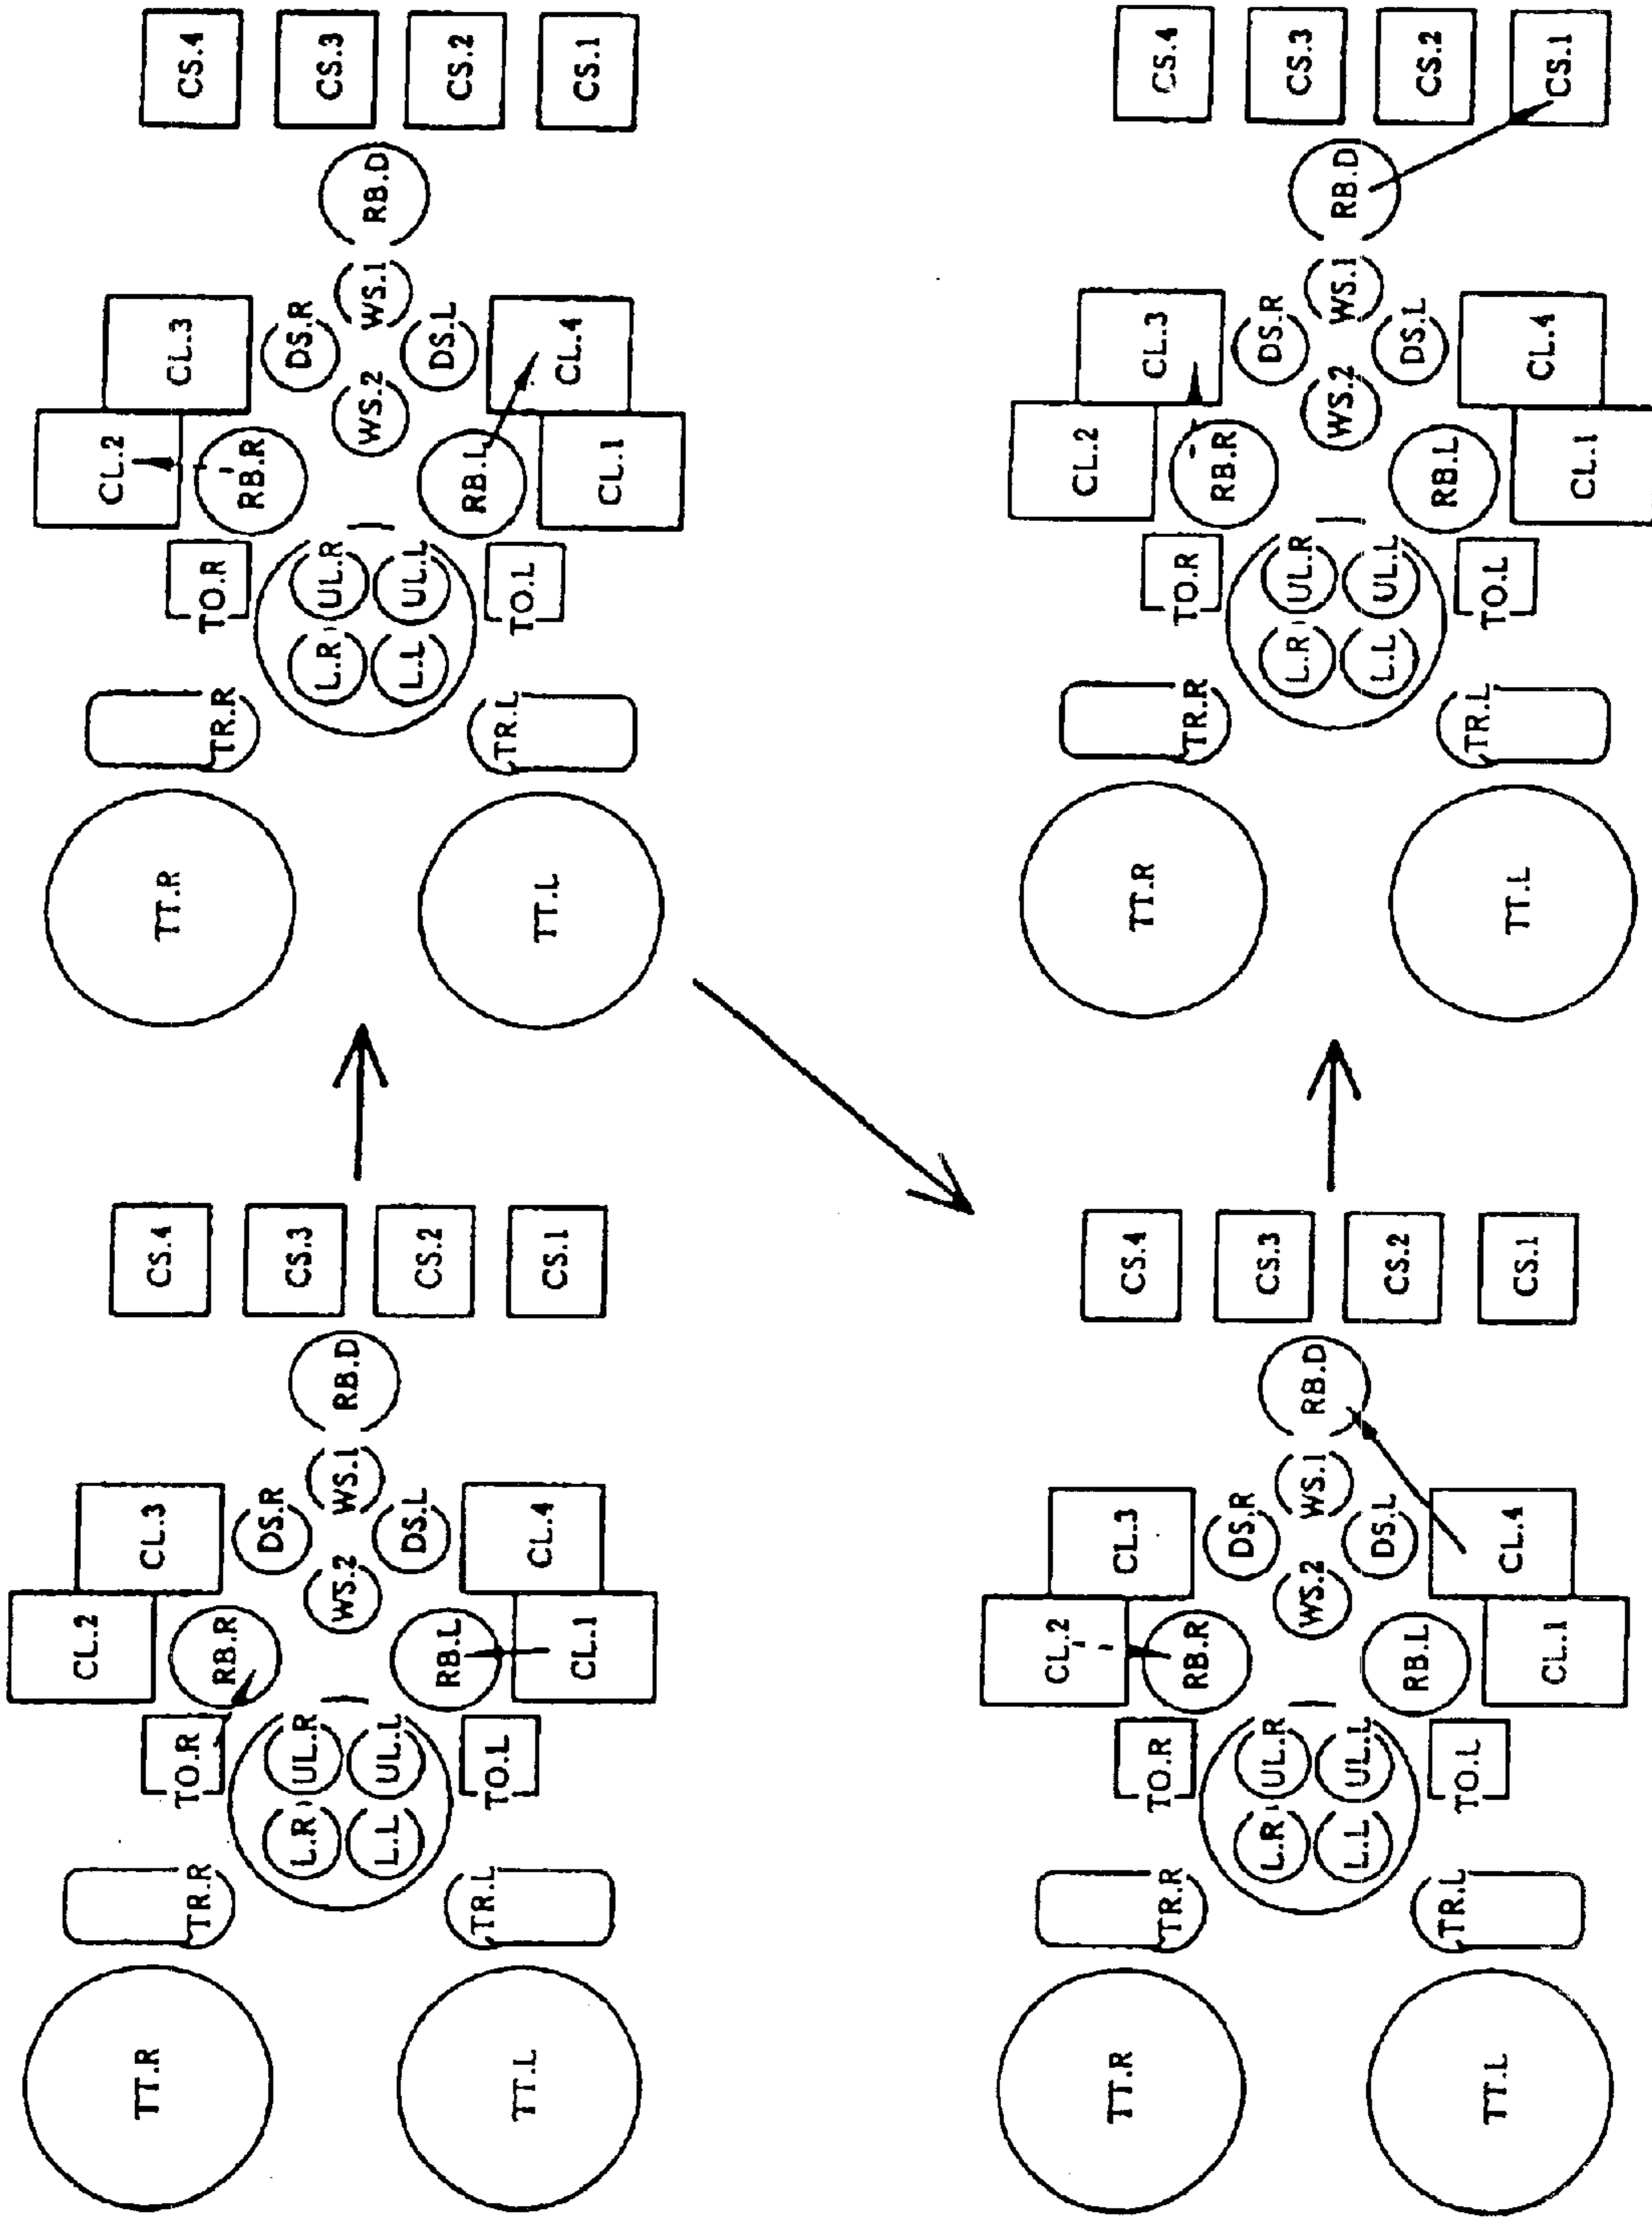 CL.2
TT.R
CL.3
CS.4
TO.R
TR.R
RB.R
DS.R
CS.3
L.R
UL.R
WS.2
WS.1
RB.D
L.L
UL.L
DS.L
CS.2
RB.L
TR.L
TO.L
TT.L
CL.4
CS.1
CL.1
CL.2
TT.R
CL.3
CS.4
TO.R
TR.R
RB.R
DS.R
CS.3
L.R
UL.R
WS.2
WS.1
RB.D
L.L
UL.L
DS.L
CS.2
RB.L
TR.L
TO.L
TT.L
CL.4
CS.1
CL.1
CL.2
TT.R
CL.3
CS.4
TO.R
TR.R
RB.R
DS.R
CS.3
L.R
UL.R
WS.2
WS.1
RB.D
L.L
UL.L
DS.L
CS.2
RB.L
TR.L
TO.L
TT.L
CL.4
CS.1
CL.1
CL.2
TT.R
CL.3
CS.4
TO.R
TR.R
RB.R
DS.R
CS.3
L.R
UL.R
WS.2
WS.1
RB.D
L.L
UL.L
DS.L
CS.2
RB.L
TR.L
TO.L
TT.L
CL.4
CS.1
CL.1